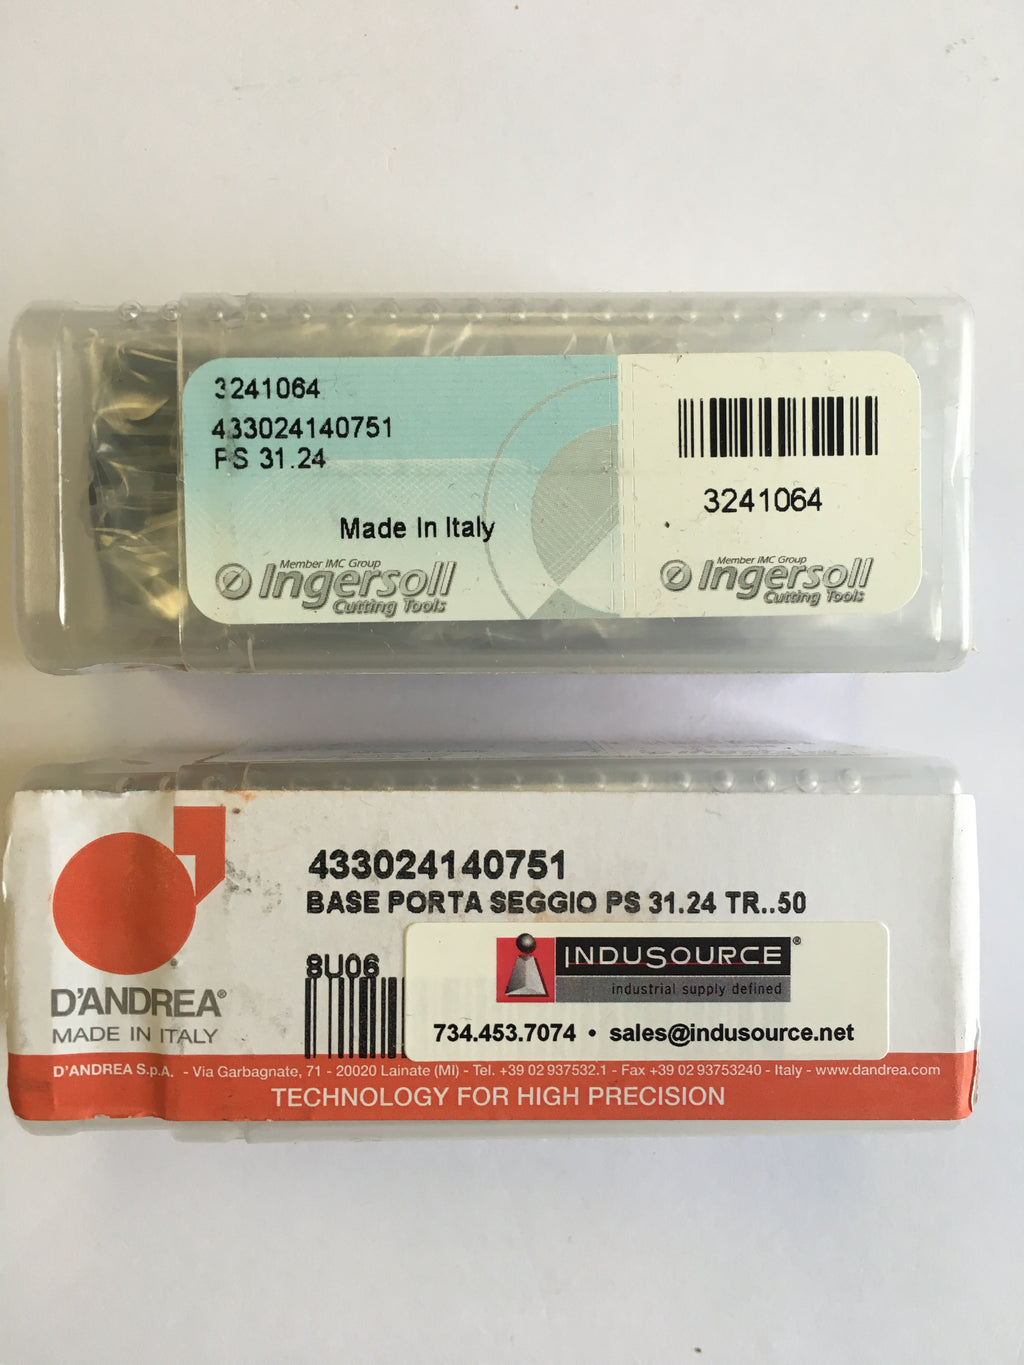 3241064
433024140751
PS 31.24
Made In Italy
Member IMC Group
Ingersoll
Cutting Tools
3241064
Member IMC Group
Ingersoll
Cutting Tools
433024140751
BASE PORTA SEGGIO PS 31.24 TR..50
8U06
D'ANDREA®
MADE IN ITALY
INDUSOURCE®
industrial supply defined
734.453.7074 • sales@indusource.net
D'ANDREA S.p.A. - Via Garbagnate, 71 - 20020 Lainate (MI) - Tel. +39 02 937532.1 - Fax +39 02 93753240 - Italy - www.dandrea.com
TECHNOLOGY FOR HIGH PRECISION